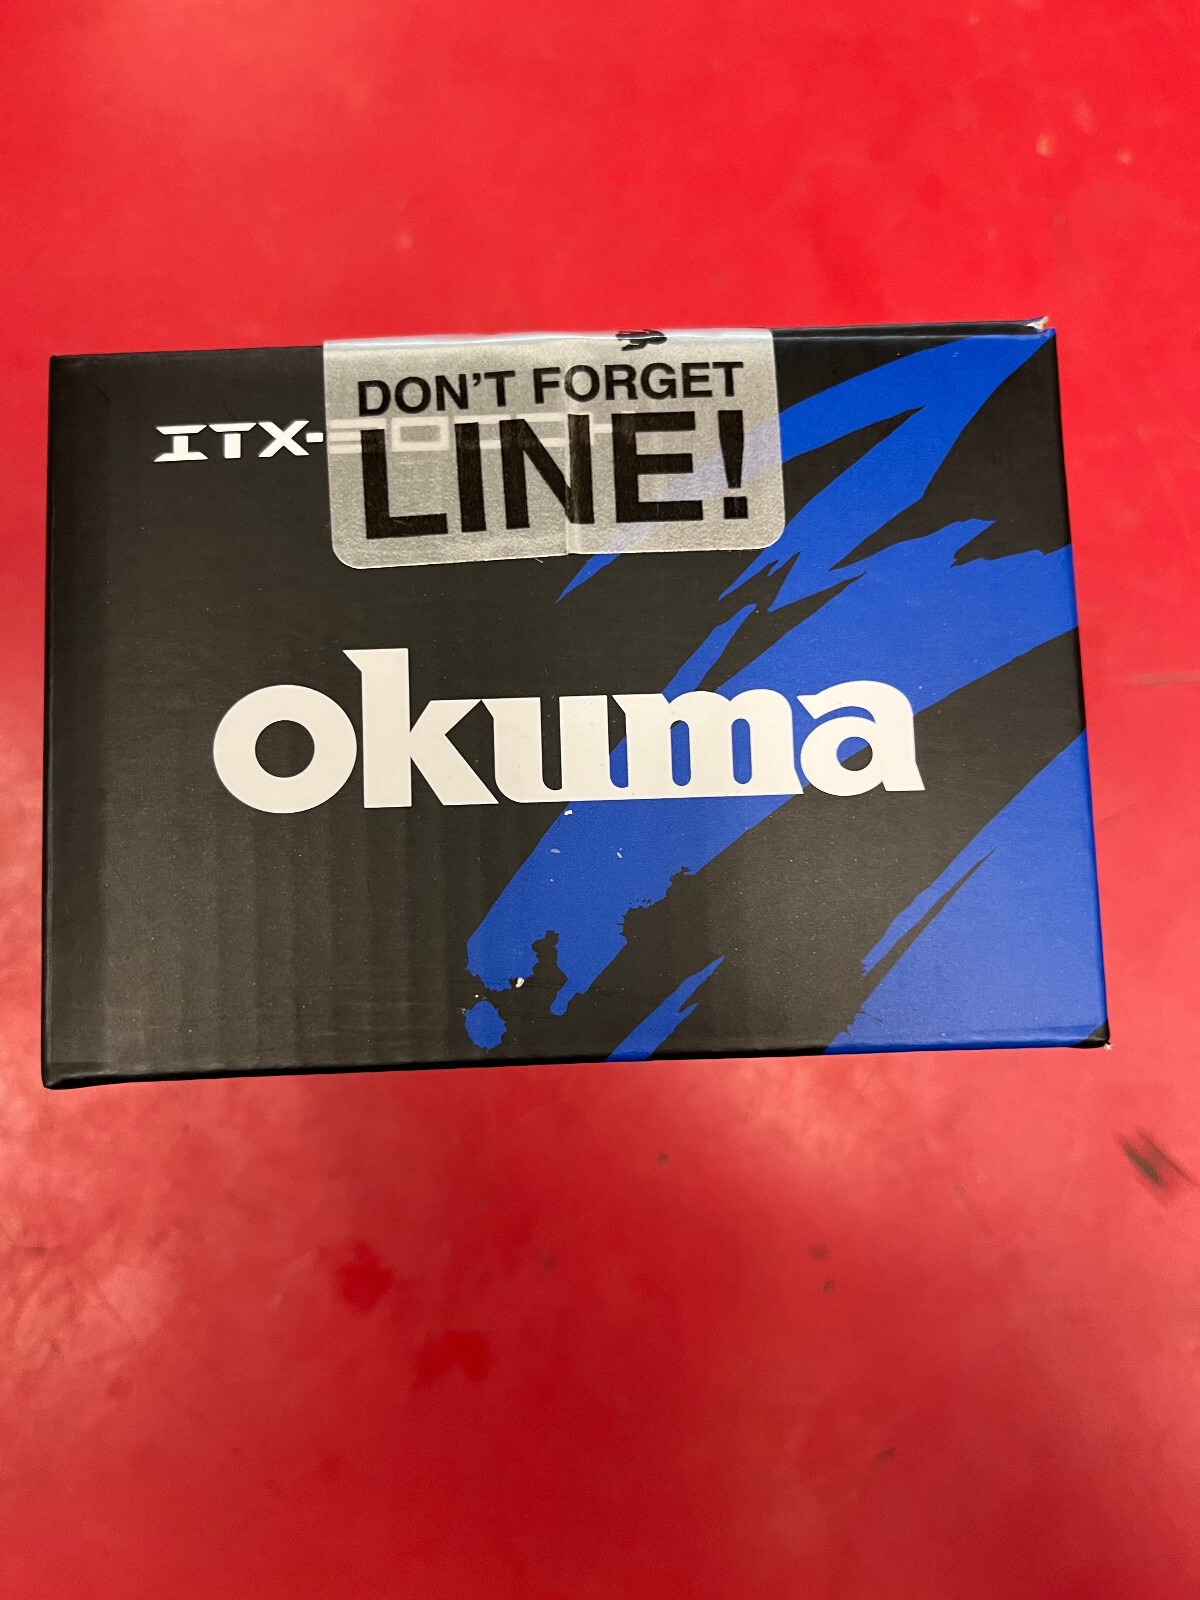 DON'T FORGET
ITX-
LINE!
okuma